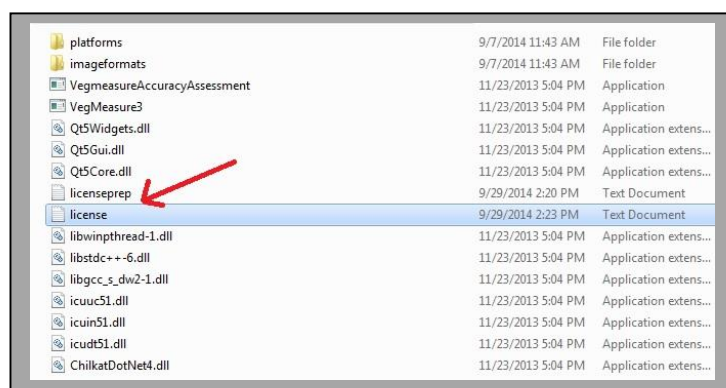 platforms 9/7/2014 11:43 AM File folder
imageformats 9/7/2014 11:43 AM File folder
VegmeasureAccuracyAssessment 11/23/2013 5:04 PM Application
VegMeasure3 11/23/2013 5:04 PM Application
Qt5Widgets.dll 11/23/2013 5:04 PM Application extens...
Qt5Gui.dll 11/23/2013 5:04 PM Application extens...
Qt5Core.dll 11/23/2013 5:04 PM Application extens...
licenseprep 9/29/2014 2:20 PM Text Document
license 9/29/2014 2:23 PM Text Document
libwinpthread-1.dll 11/23/2013 5:04 PM Application extens...
libstdc++-6.dll 11/23/2013 5:04 PM Application extens...
libgcc_s_dw2-1.dll 11/23/2013 5:04 PM Application extens...
icuuc51.dll 11/23/2013 5:04 PM Application extens...
icuin51.dll 11/23/2013 5:04 PM Application extens...
icudt51.dll 11/23/2013 5:04 PM Application extens...
ChilkatDotNet4.dll 11/23/2013 5:04 PM Application extens...